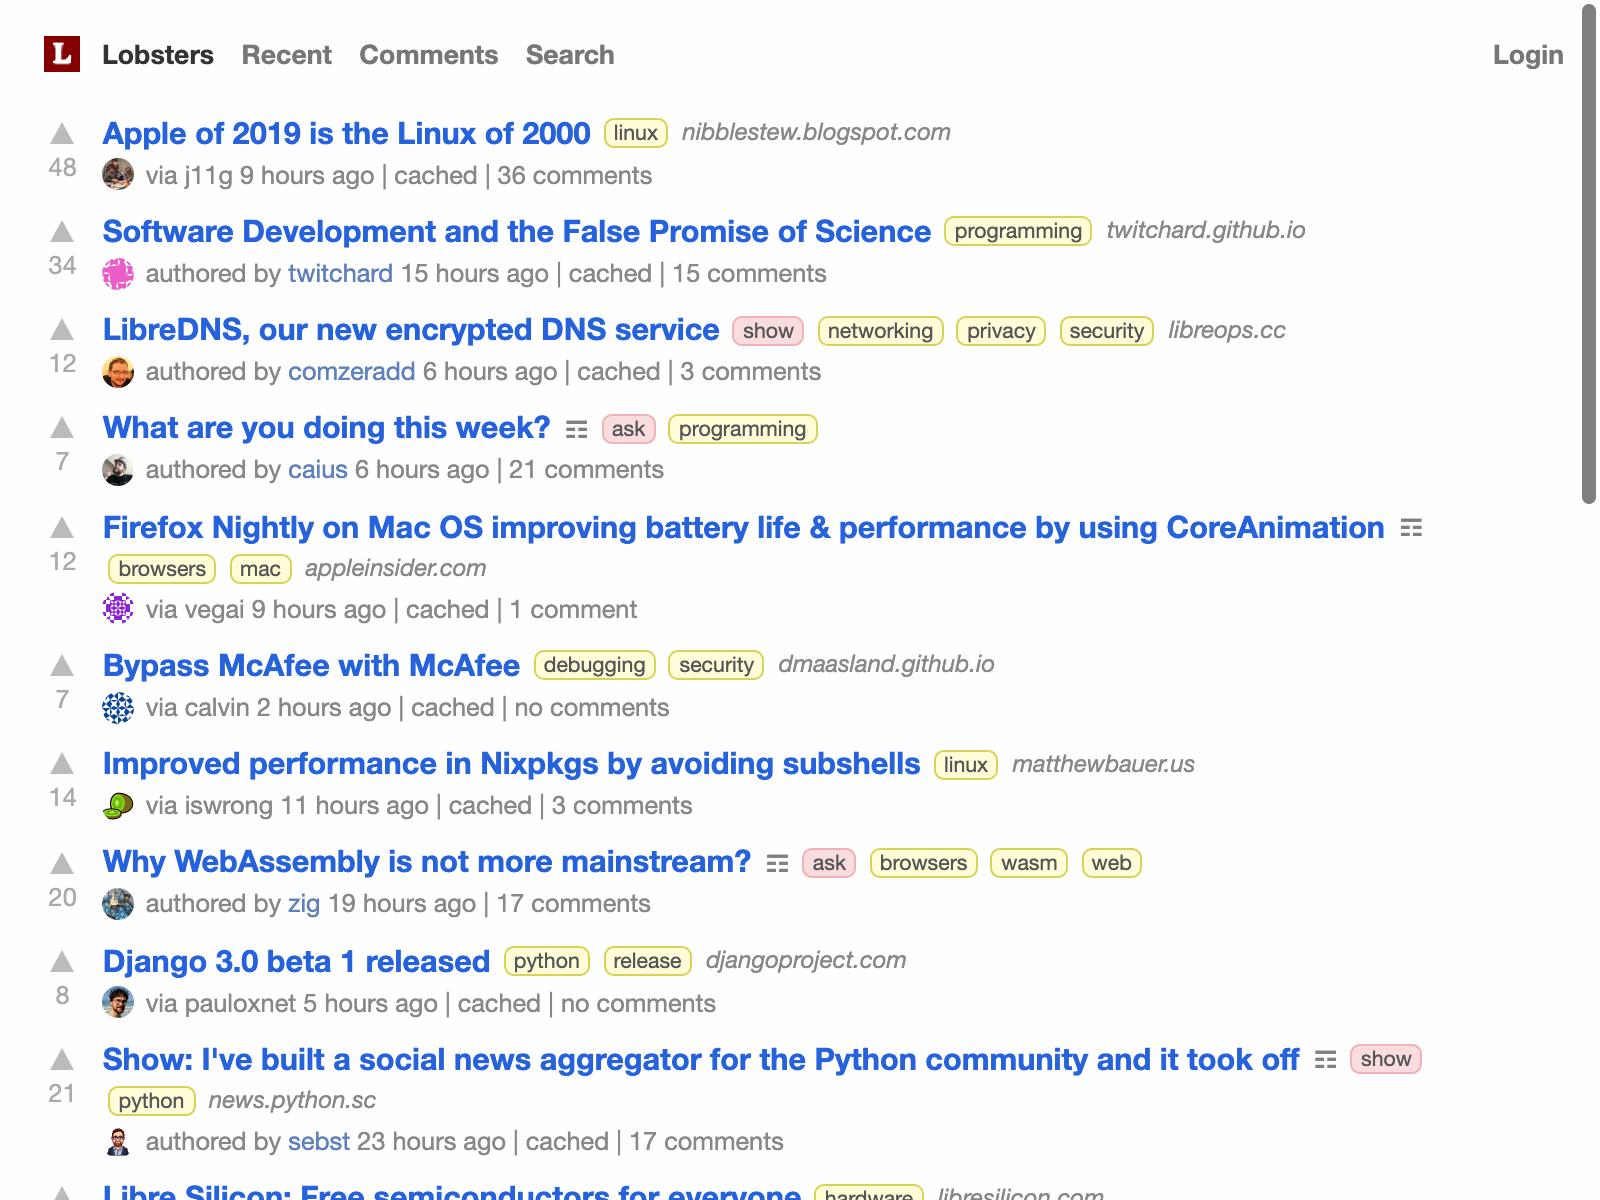 L Lobsters Recent Comments Search Login
Apple of 2019 is the Linux of 2000 linux nibblestew.blogspot.com
48
via j11g 9 hours ago | cached | 36 comments
Software Development and the False Promise of Science programming twitchard.github.io
34
authored by twitchard 15 hours ago | cached | 15 comments
LibreDNS, our new encrypted DNS service show networking privacy security libreops.cc
12
authored by comzeradd 6 hours ago | cached | 3 comments
What are you doing this week? ask programming
7
authored by caius 6 hours ago | 21 comments
Firefox Nightly on Mac OS improving battery life & performance by using CoreAnimation
12
browsers mac appleinsider.com
via vegai 9 hours ago | cached | 1 comment
Bypass McAfee with McAfee debugging security dmaasland.github.io
7
via calvin 2 hours ago | cached | no comments
Improved performance in Nixpkgs by avoiding subshells linux matthewbauer.us
14
via iswrong 11 hours ago | cached | 3 comments
Why WebAssembly is not more mainstream? ask browsers wasm web
20
authored by zig 19 hours ago | 17 comments
Django 3.0 beta 1 released python release djangoproject.com
8
via pauloxnet 5 hours ago | cached | no comments
Show: I've built a social news aggregator for the Python community and it took off show
21
python news.python.sc
authored by sebst 23 hours ago | cached | 17 comments
Libre Silicon: Free semiconductors for everyone hardware libresilicon.com